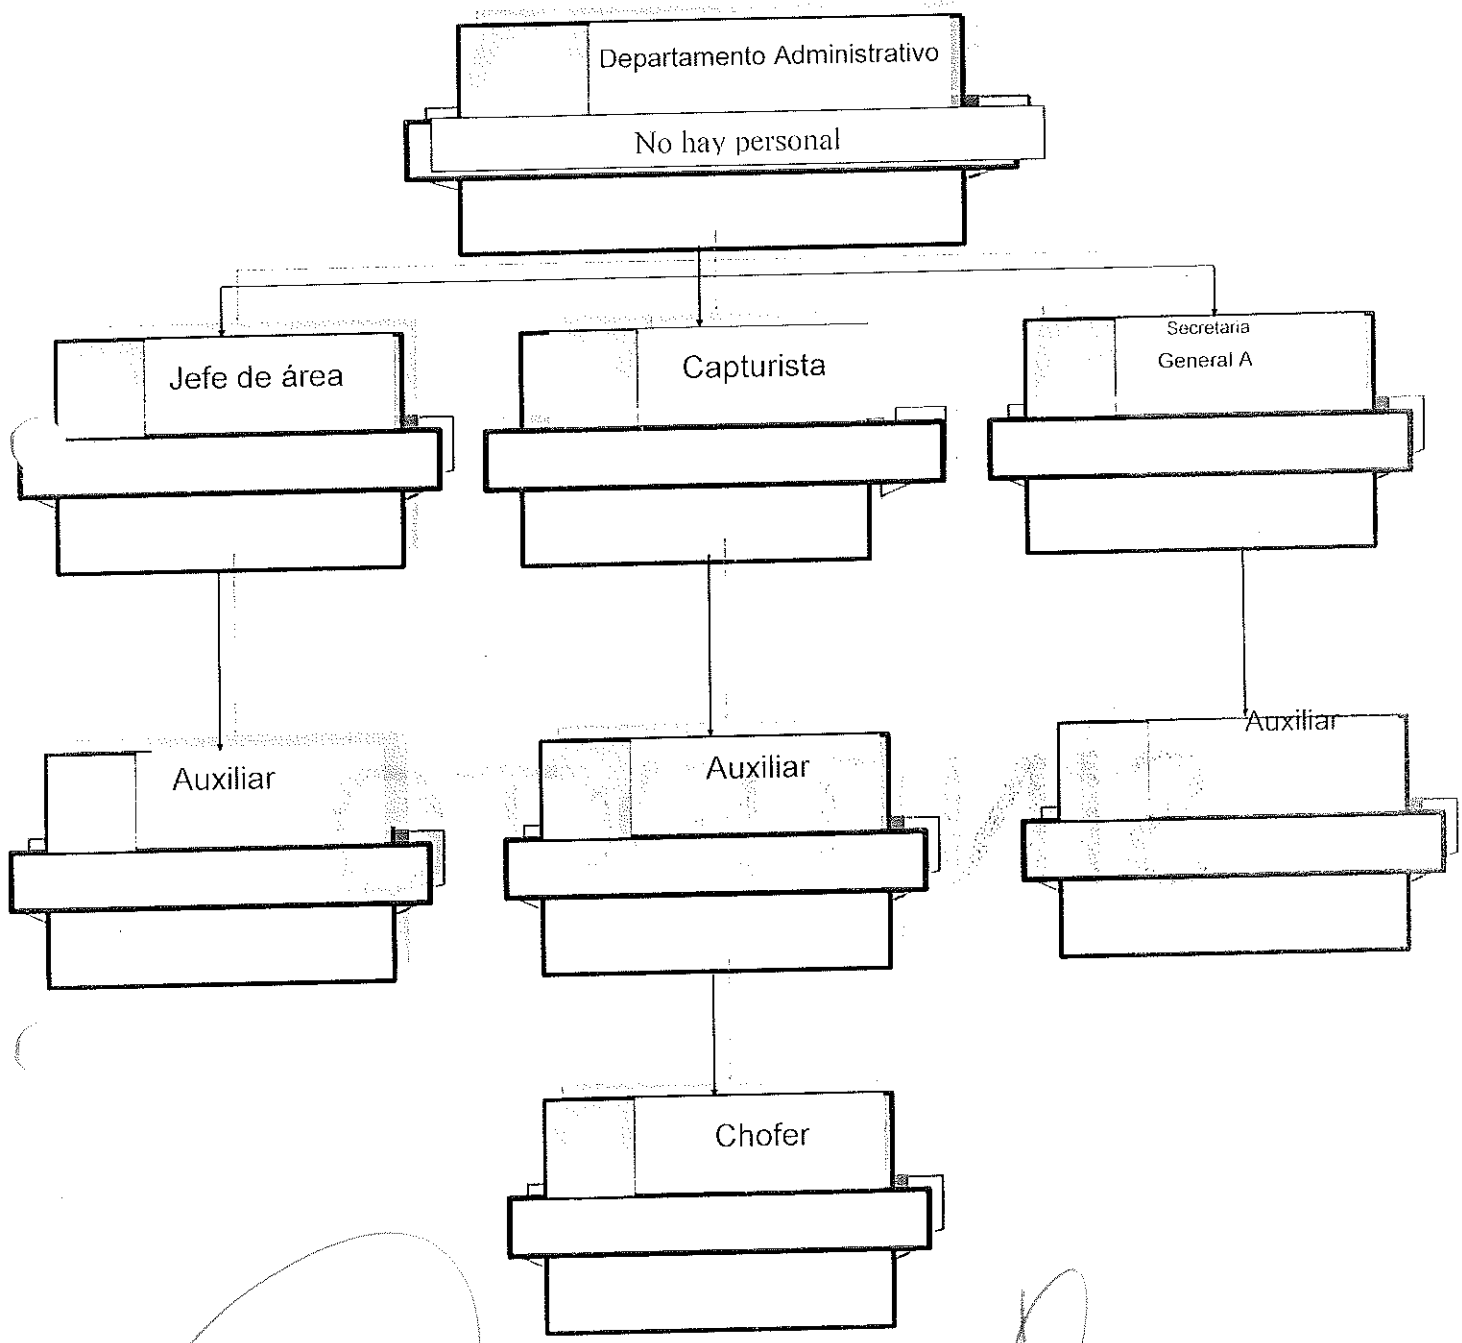 Departamento Administrativo
No hay personal
Jefe de área
Capturista
Secretaria
General A
Auxiliar
Auxiliar
Auxiliar
Chofer